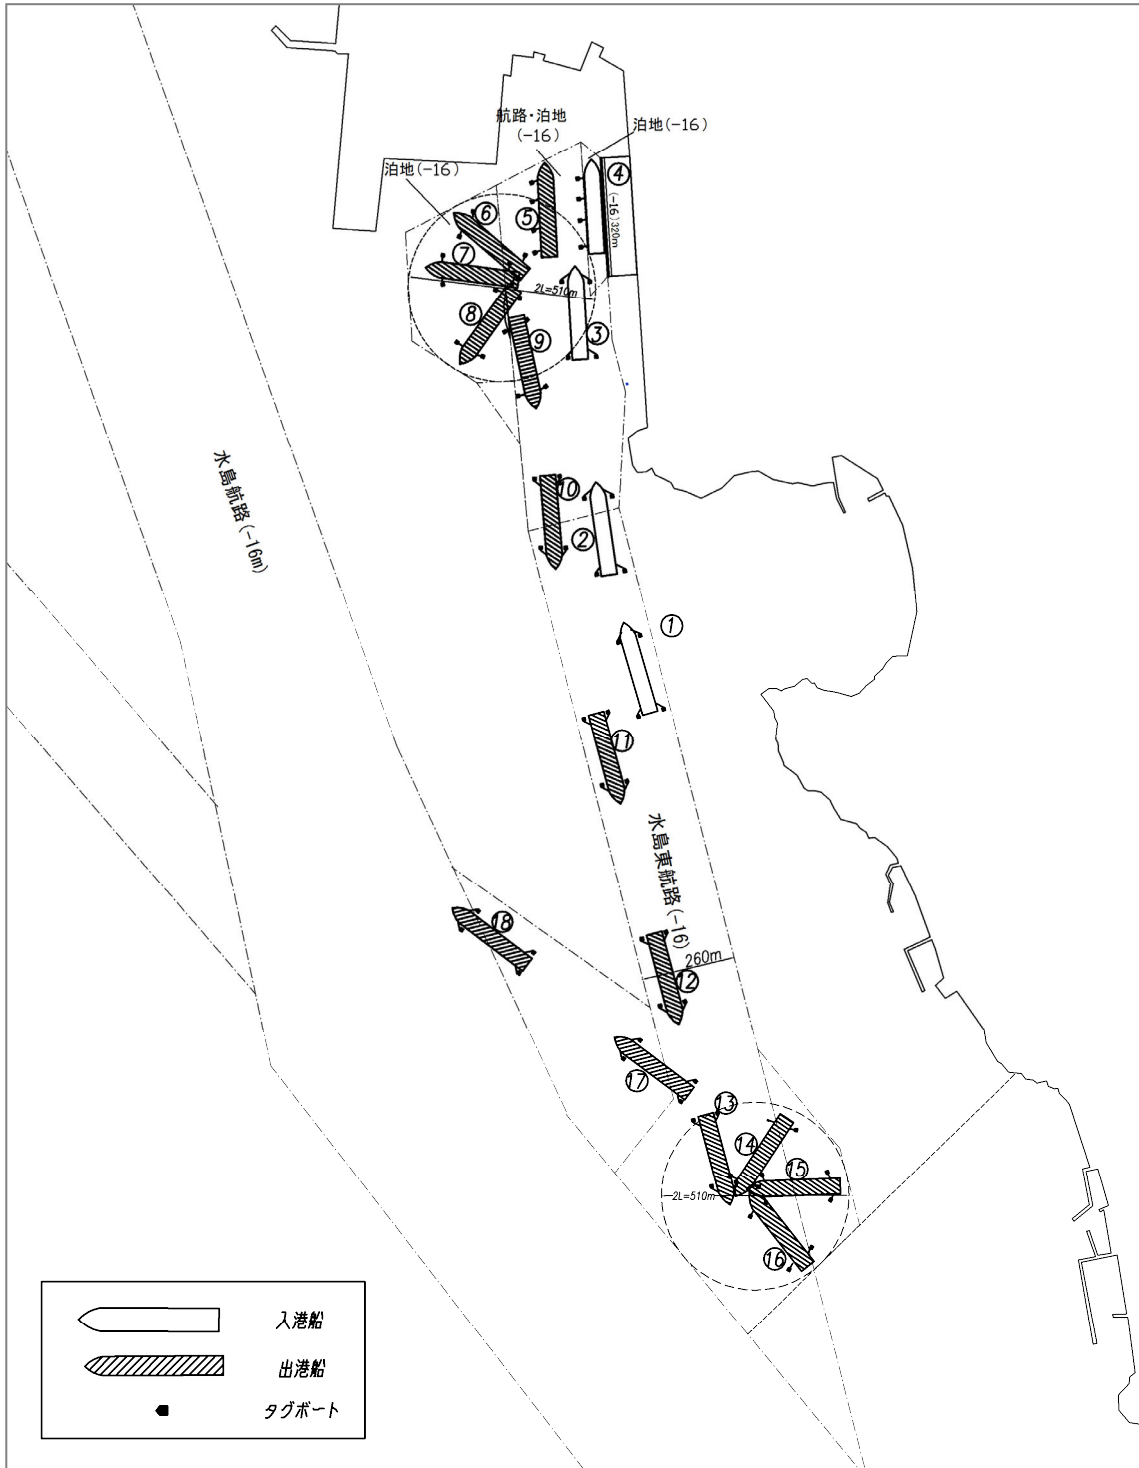 航路・泊地
(-16)
泊地(-16)
泊地(-16)
④
(-16)320m
⑥
⑤
⑦
2L=510m
⑧
③
⑨
水島航路(-16m)
⑩
②
①
⑪
水島東航路(-16)
⑱
260m
⑫
⑰
⑬
⑭
⑮
2L=510m
⑯
入港船
出港船
タグボート